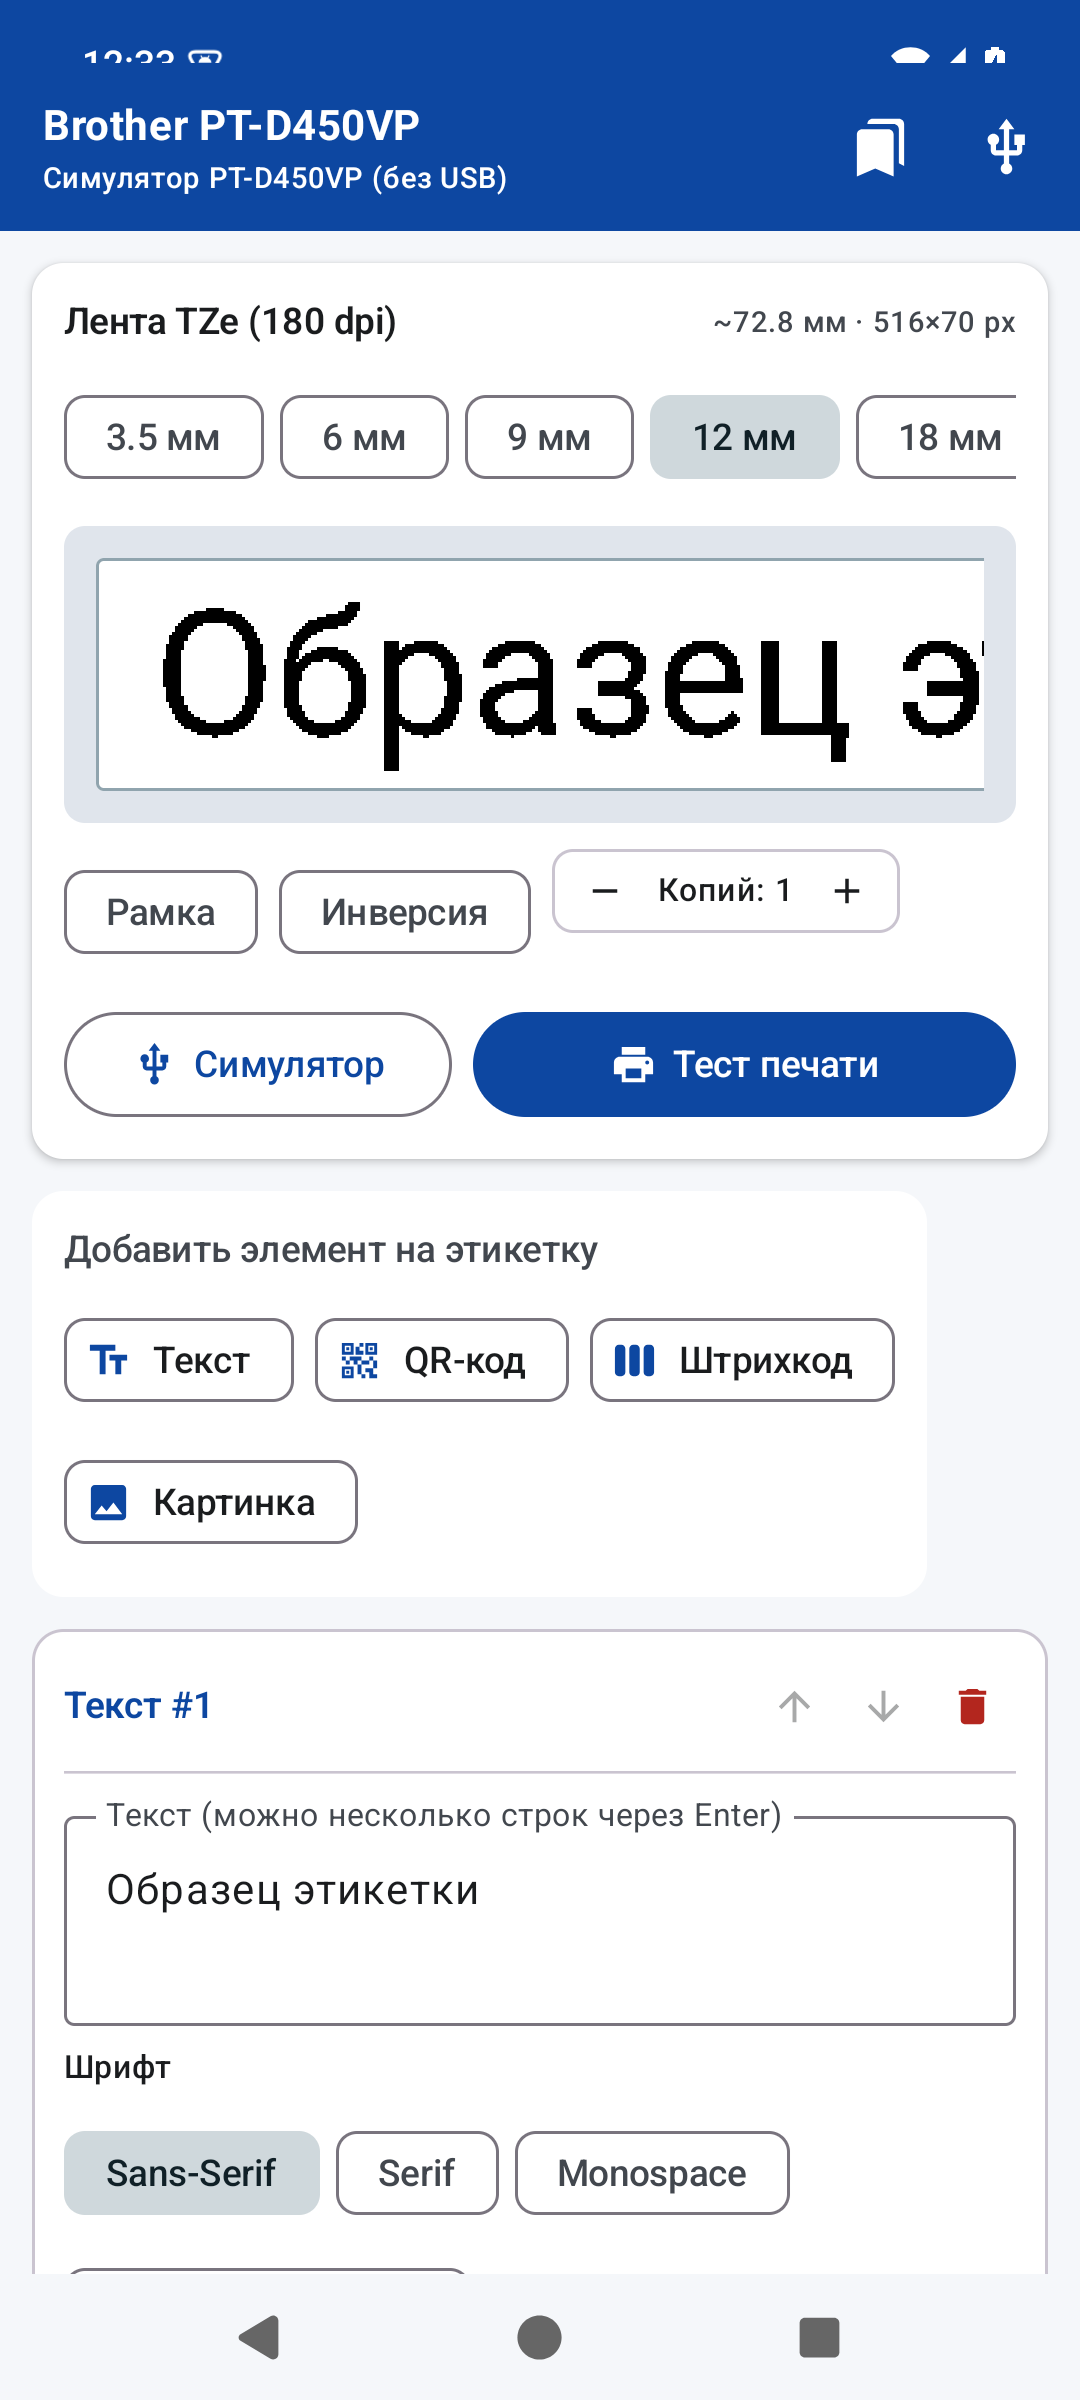 12:33
Brother PT-D450VP
Симулятор PT-D450VP (без USB)
Лента TZe (180 dpi)
~72.8 мм · 516×70 px
3.5 мм
6 мм
9 мм
12 мм
18 мм
Образец э
Рамка
Инверсия
− Копий: 1 +
Симулятор
Тест печати
Добавить элемент на этикетку
Текст
QR-код
Штрихкод
Картинка
Текст #1
Текст (можно несколько строк через Enter)
Образец этикетки
Шрифт
Sans-Serif
Serif
Monospace